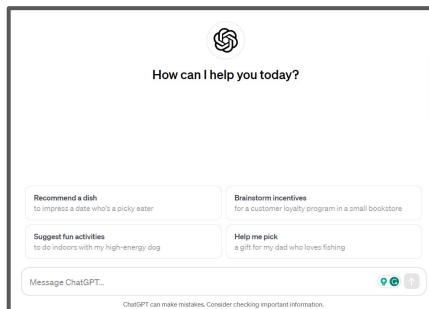 How can I help you today?
Recommend a dish
to impress a date who's a picky eater
Brainstorm incentives
for a customer loyalty program in a small bookstore
Suggest fun activities
to do indoors with my high-energy dog
Help me pick
a gift for my dad who loves fishing
Message ChatGPT...
ChatGPT can make mistakes. Consider checking important information.